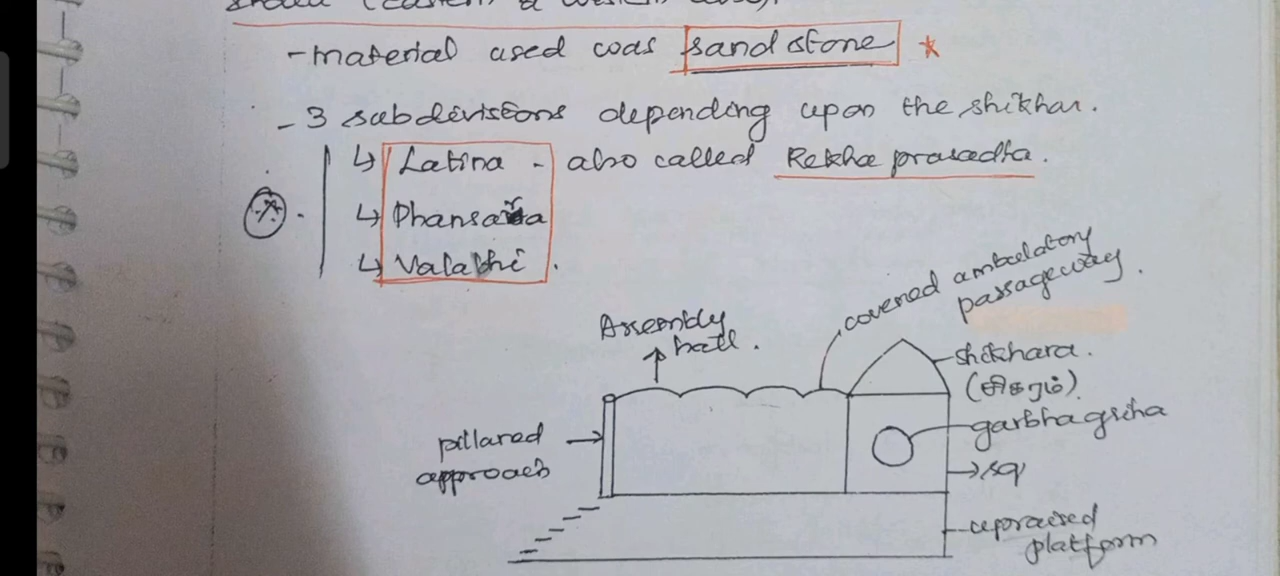 - material used was sandstone *
- 3 subdivisions depending upon the shikhar.
↳ Latina - also called Rekha prasadha.
↳ Phansana
↳ Valabhi.
covered ambulatory
passageway.
Assembly
hall.
shikhara.
(சிகரம்).
garbhagriha
pillared
approach
→ sq
upraised
platform